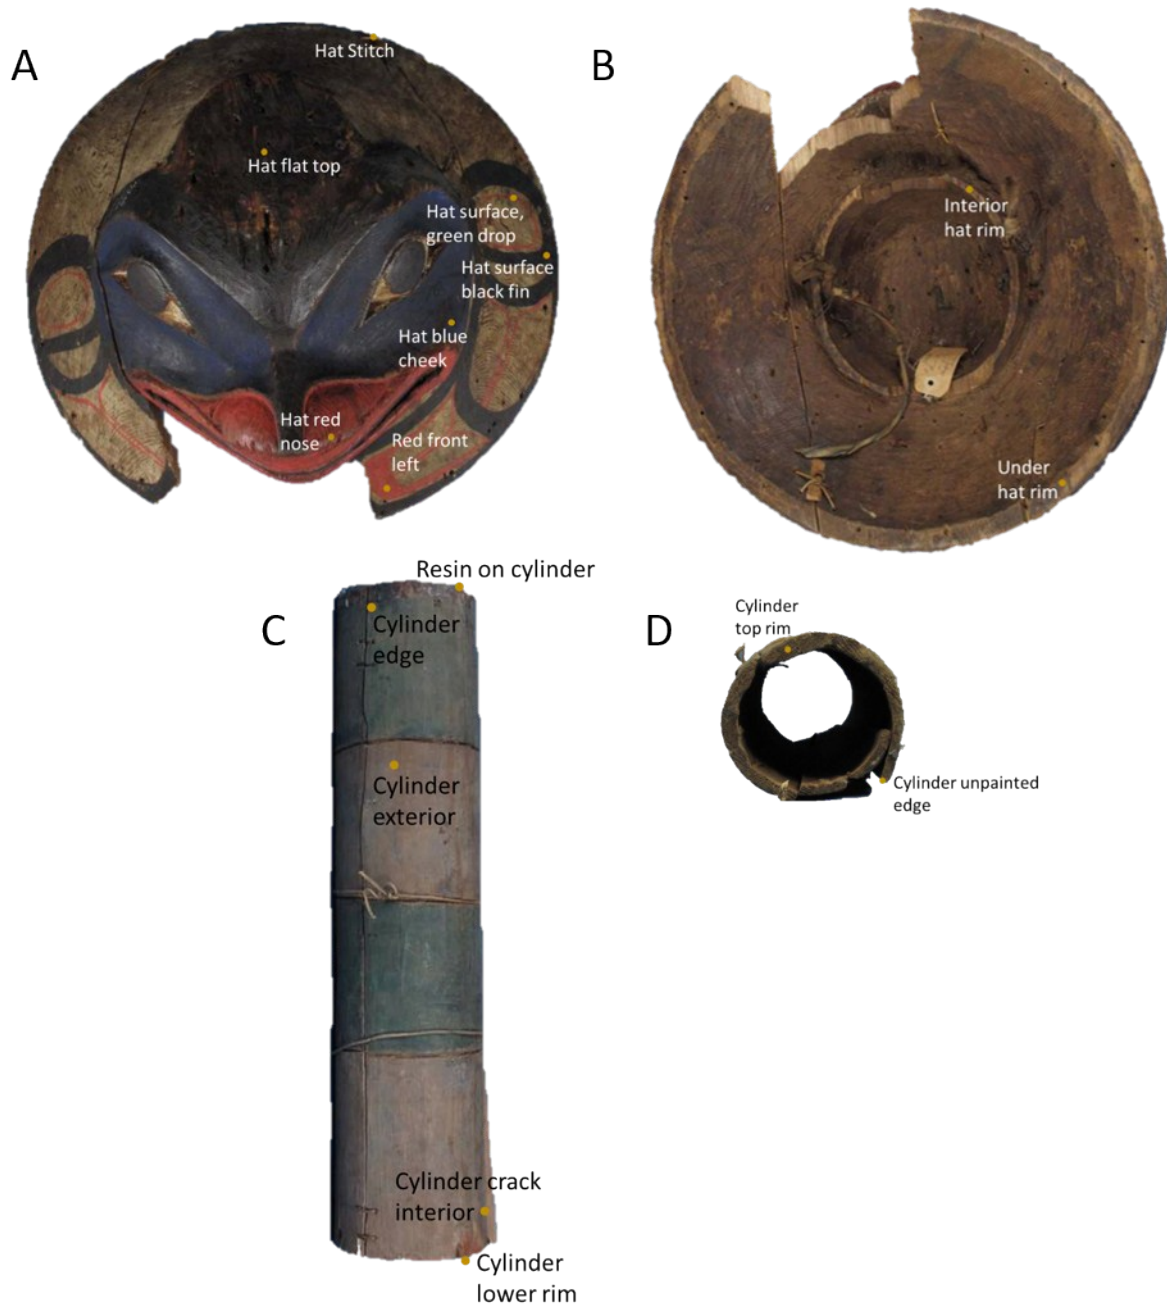 A
Hat Stitch
Hat flat top
Hat surface,
green drop
Hat surface
black fin
Hat blue
cheek
Hat red
nose
Red front
left
B
Interior
hat rim
Under
hat rim
C
Resin on cylinder
Cylinder
edge
Cylinder
exterior
Cylinder crack
interior
Cylinder
lower rim
D
Cylinder
top rim
Cylinder unpainted
edge